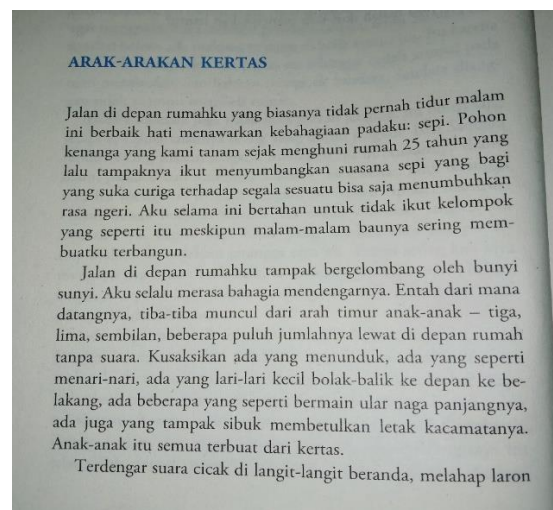 ARAK-ARAKAN KERTAS
Jalan di depan rumahku yang biasanya tidak pernah tidur malam
ini berbaik hati menawarkan kebahagiaan padaku: sepi. Pohon
kenanga yang kami tanam sejak menghuni rumah 25 tahun yang
lalu tampaknya ikut menyumbangkan suasana sepi yang bagi
yang suka curiga terhadap segala sesuatu bisa saja menumbuhkan
rasa ngeri. Aku selama ini bertahan untuk tidak ikut kelompok
yang seperti itu meskipun malam-malam baunya sering mem-
buatku terbangun.
Jalan di depan rumahku tampak bergelombang oleh bunyi
sunyi. Aku selalu merasa bahagia mendengarnya. Entah dari mana
datangnya, tiba-tiba muncul dari arah timur anak-anak – tiga,
lima, sembilan, beberapa puluh jumlahnya lewat di depan rumah
tanpa suara. Kusaksikan ada yang menunduk, ada yang seperti
menari-nari, ada yang lari-lari kecil bolak-balik ke depan ke be-
lakang, ada beberapa yang seperti bermain ular naga panjangnya,
ada juga yang tampak sibuk membetulkan letak kacamatanya.
Anak-anak itu semua terbuat dari kertas.
Terdengar suara cicak di langit-langit beranda, melahap laron